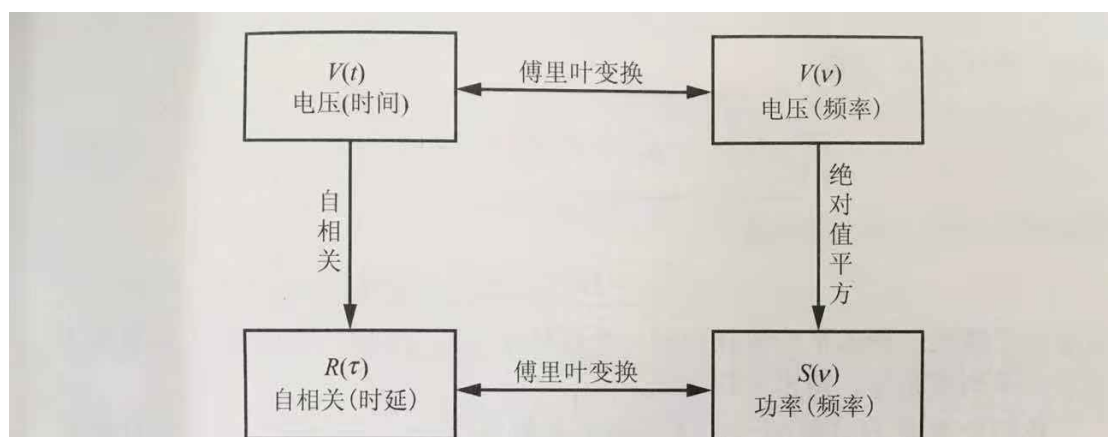 V(t)
电压(时间)
傅里叶变换
V(ν)
电压(频率)
自相关
绝对值平方
R(τ)
自相关(时延)
傅里叶变换
S(ν)
功率(频率)